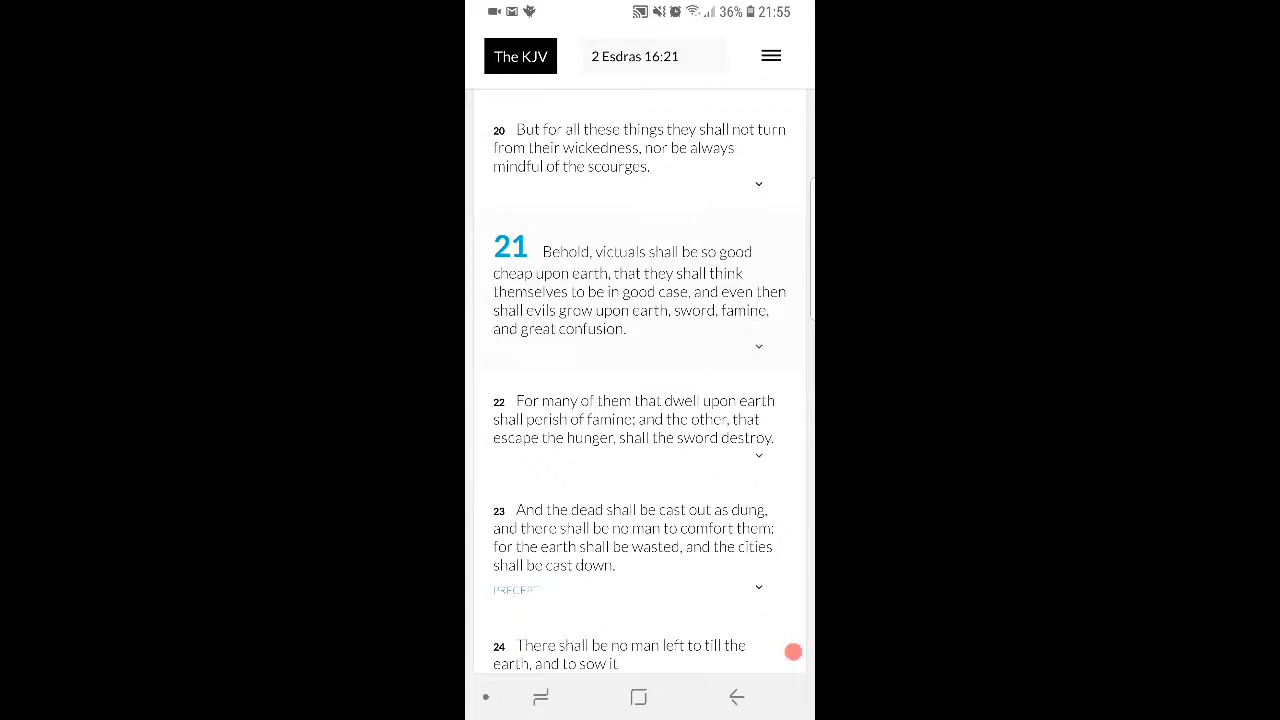 36% 21:55
The KJV
2 Esdras 16:21
20 But for all these things they shall not turn
from their wickedness, nor be always
mindful of the scourges.
21 Behold, victuals shall be so good
cheap upon earth, that they shall think
themselves to be in good case, and even then
shall evils grow upon earth, sword, famine,
and great confusion.
22 For many of them that dwell upon earth
shall perish of famine; and the other, that
escape the hunger, shall the sword destroy.
23 And the dead shall be cast out as dung,
and there shall be no man to comfort them:
for the earth shall be wasted, and the cities
shall be cast down.
PRECEPT
24 There shall be no man left to till the
earth, and to sow it